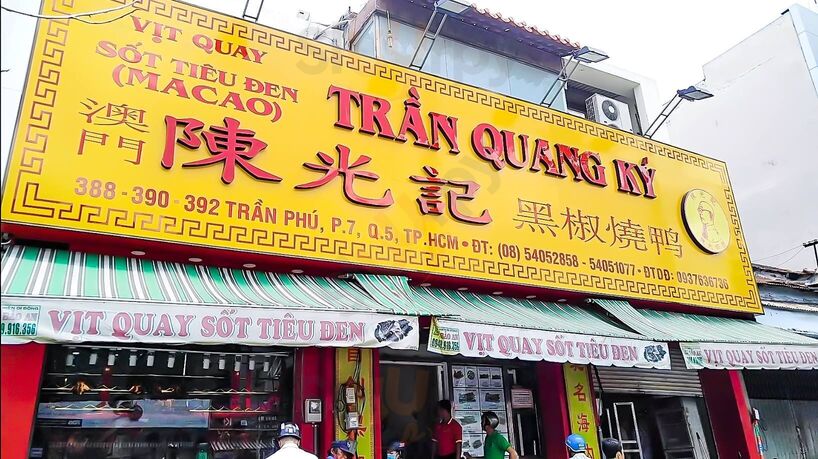 VỊT QUAY
SỐT TIÊU ĐEN
(MACAO)
TRẦN QUANG KÝ
澳門
陳光記
黑椒燒鴨
388 - 390 - 392 TRẦN PHÚ, P.7, Q.5, TP.HCM • ĐT: (08) 54052858 - 54051077 • ĐTDĐ: 0937636736
VỊT QUAY SỐT TIÊU ĐEN
VỊT QUAY SỐT TIÊU ĐEN
VỊT QUAY SỐT TIÊU ĐEN